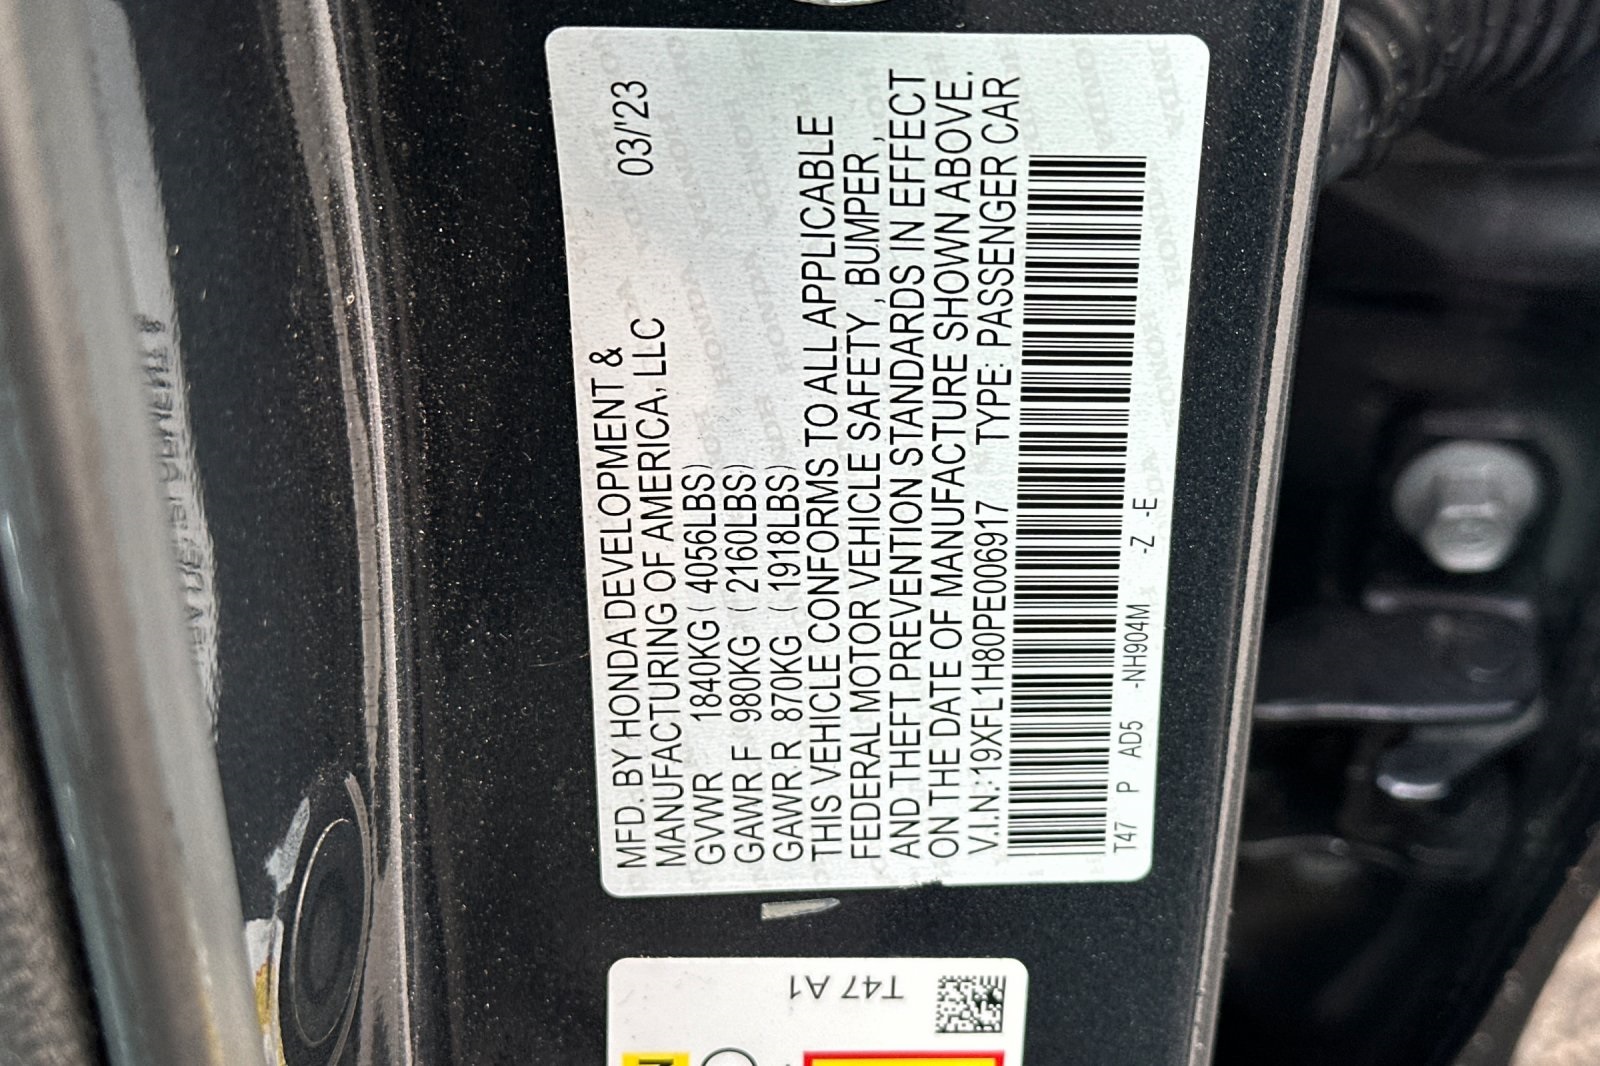 03/'23
MFD. BY HONDA DEVELOPMENT &
MANUFACTURING OF AMERICA, LLC
GVWR 1840KG ( 4056LBS)
GAWR F 980KG ( 2160LBS)
GAWR R 870KG ( 1918LBS)
THIS VEHICLE CONFORMS TO ALL APPLICABLE
FEDERAL MOTOR VEHICLE SAFETY , BUMPER ,
AND THEFT PREVENTION STANDARDS IN EFFECT
ON THE DATE OF MANUFACTURE SHOWN ABOVE.
V.I.N.:19XFL1H80PE006917 TYPE: PASSENGER CAR
T47 P AD5 -NH904M -Z -E
T47 A1